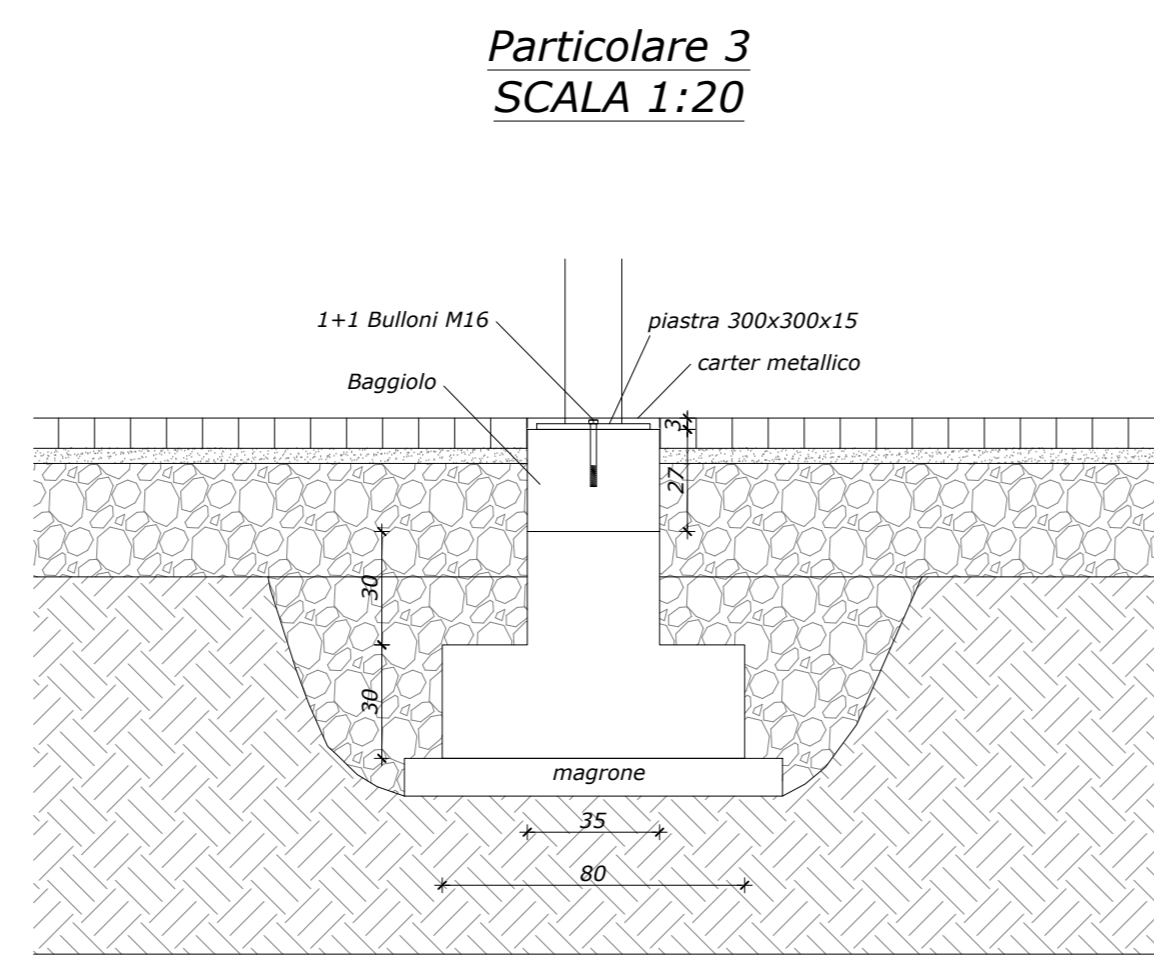 Particolare 3
SCALA 1:20
1+1 Bulloni M16
piastra 300x300x15
carter metallico
Baggiolo
3
27
30
30
magrone
35
80